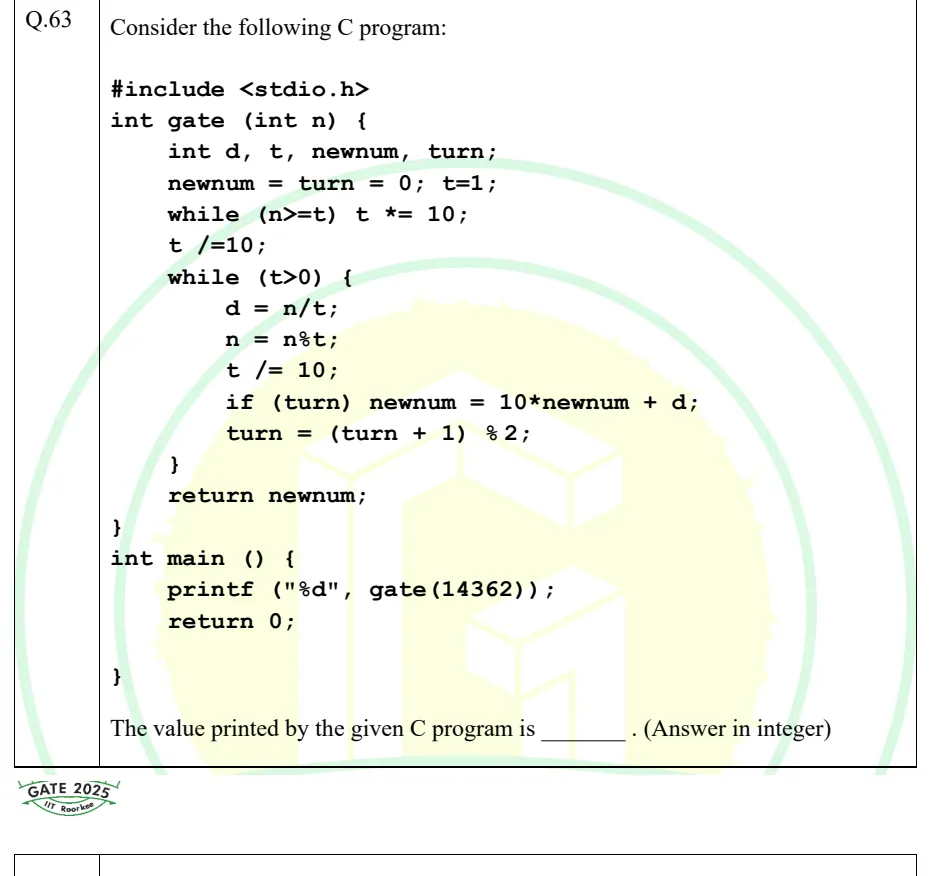 Q.63
Consider the following C program:
#include <stdio.h>
int gate (int n) {
    int d, t, newnum, turn;
    newnum = turn = 0; t=1;
    while (n>=t) t *= 10;
    t /=10;
    while (t>0) {
        d = n/t;
        n = n%t;
        t /= 10;
        if (turn) newnum = 10*newnum + d;
        turn = (turn + 1) %2;
    }
    return newnum;
}
int main () {
    printf ("%d", gate(14362));
    return 0;
}
The value printed by the given C program is _______ . (Answer in integer)
GATE 2025
IIT Roorkee